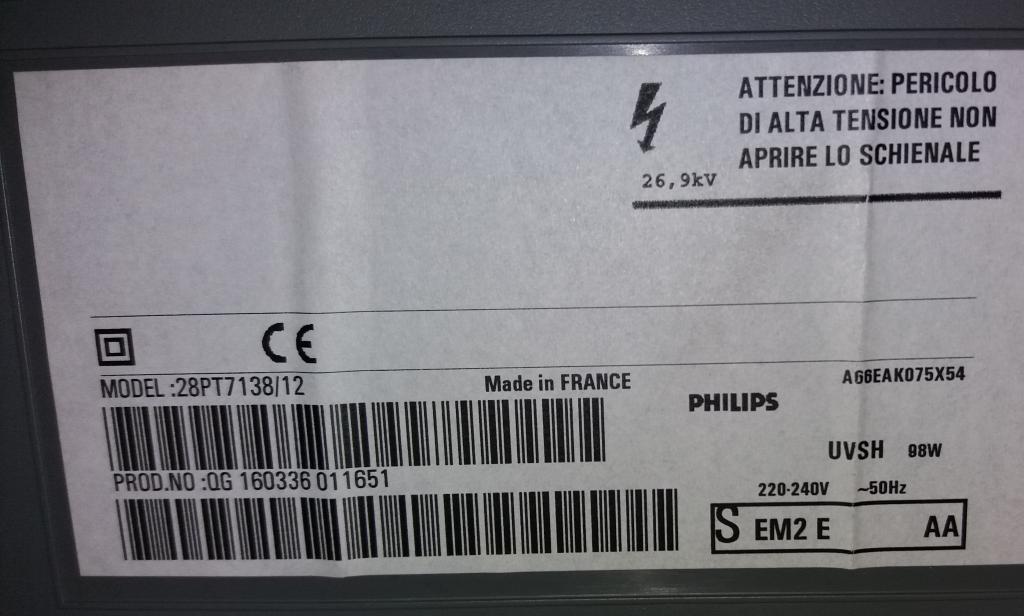 ATTENZIONE: PERICOLO
DI ALTA TENSIONE NON
APRIRE LO SCHIENALE
26,9kV
CE
MODEL :28PT7138/12
Made in FRANCE
A66EAK075X54
PHILIPS
UVSH 98W
PROD.NO :QG 160336 011651
220-240V ~50Hz
S EM2 E AA